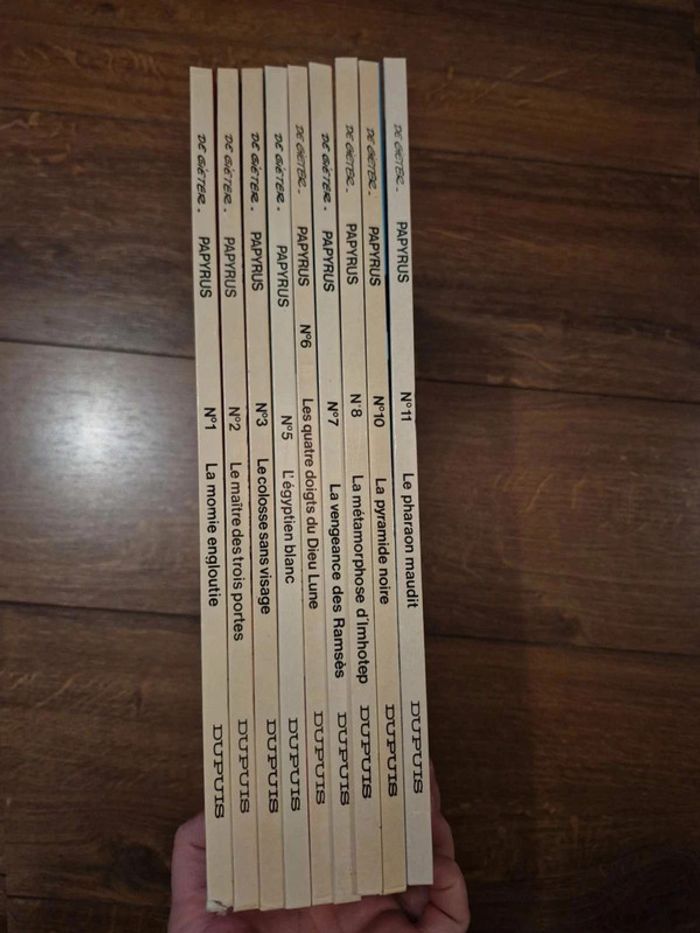 DE GIETER. PAPYRUS N°1 La momie engloutie DUPUIS
DE GIETER. PAPYRUS N°2 Le maître des trois portes DUPUIS
DE GIETER. PAPYRUS N°3 Le colosse sans visage DUPUIS
DE GIETER. PAPYRUS N°5 L'égyptien blanc DUPUIS
DE GIETER. PAPYRUS N°6 Les quatre doigts du Dieu Lune DUPUIS
DE GIETER. PAPYRUS N°7 La vengeance des Ramsès DUPUIS
DE GIETER. PAPYRUS N°8 La métamorphose d'Imhotep DUPUIS
DE GIETER. PAPYRUS N°10 La pyramide noire DUPUIS
DE GIETER. PAPYRUS N°11 Le pharaon maudit DUPUIS